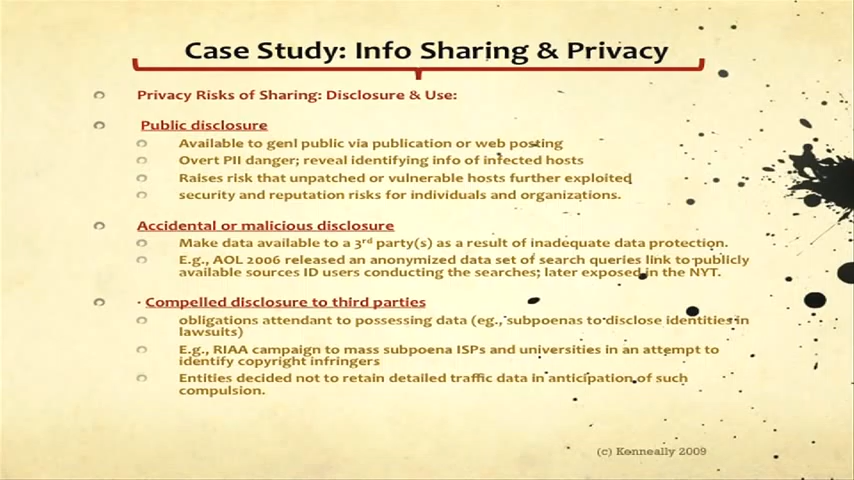 Case Study: Info Sharing & Privacy
Privacy Risks of Sharing: Disclosure & Use:
Public disclosure
Available to genl public via publication or web posting
Overt PII danger; reveal identifying info of infected hosts
Raises risk that unpatched or vulnerable hosts further exploited
security and reputation risks for individuals and organizations.
Accidental or malicious disclosure
Make data available to a 3rd party(s) as a result of inadequate data protection.
E.g., AOL 2006 released an anonymized data set of search queries link to publicly
available sources ID users conducting the searches; later exposed in the NYT.
· Compelled disclosure to third parties
obligations attendant to possessing data (eg., subpoenas to disclose identities in
lawsuits)
E.g., RIAA campaign to mass subpoena ISPs and universities in an attempt to
identify copyright infringers
Entities decided not to retain detailed traffic data in anticipation of such
compulsion.
(c) Kenneally 2009